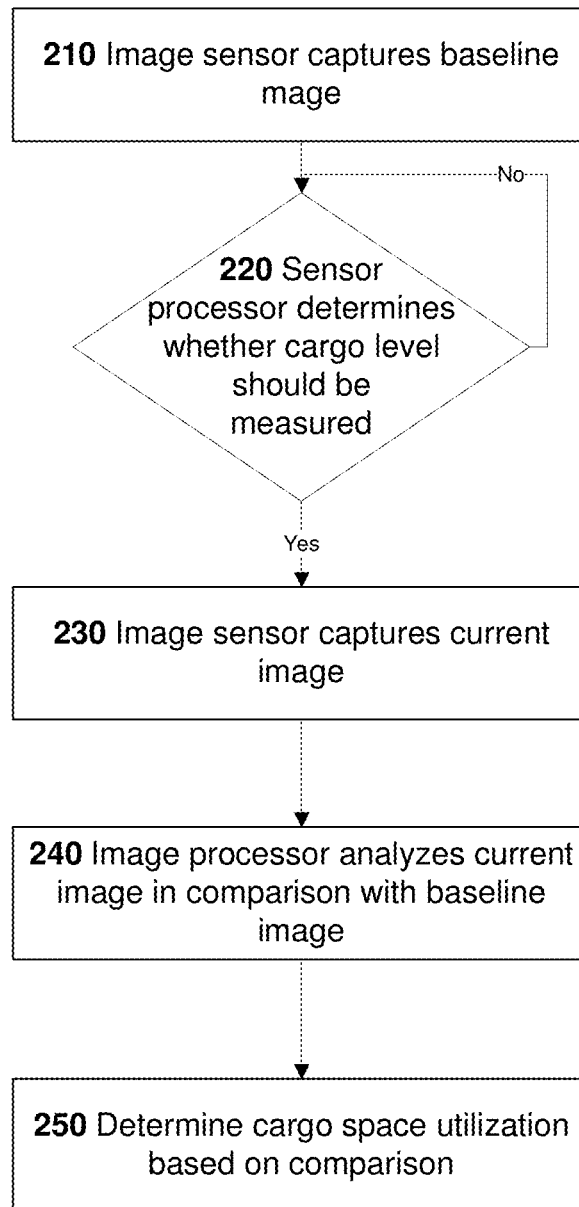 210 Image sensor captures baseline
mage
No
220 Sensor
processor determines
whether cargo level
should be
measured
Yes
230 Image sensor captures current
image
240 Image processor analyzes current
image in comparison with baseline
image
250 Determine cargo space utilization
based on comparison